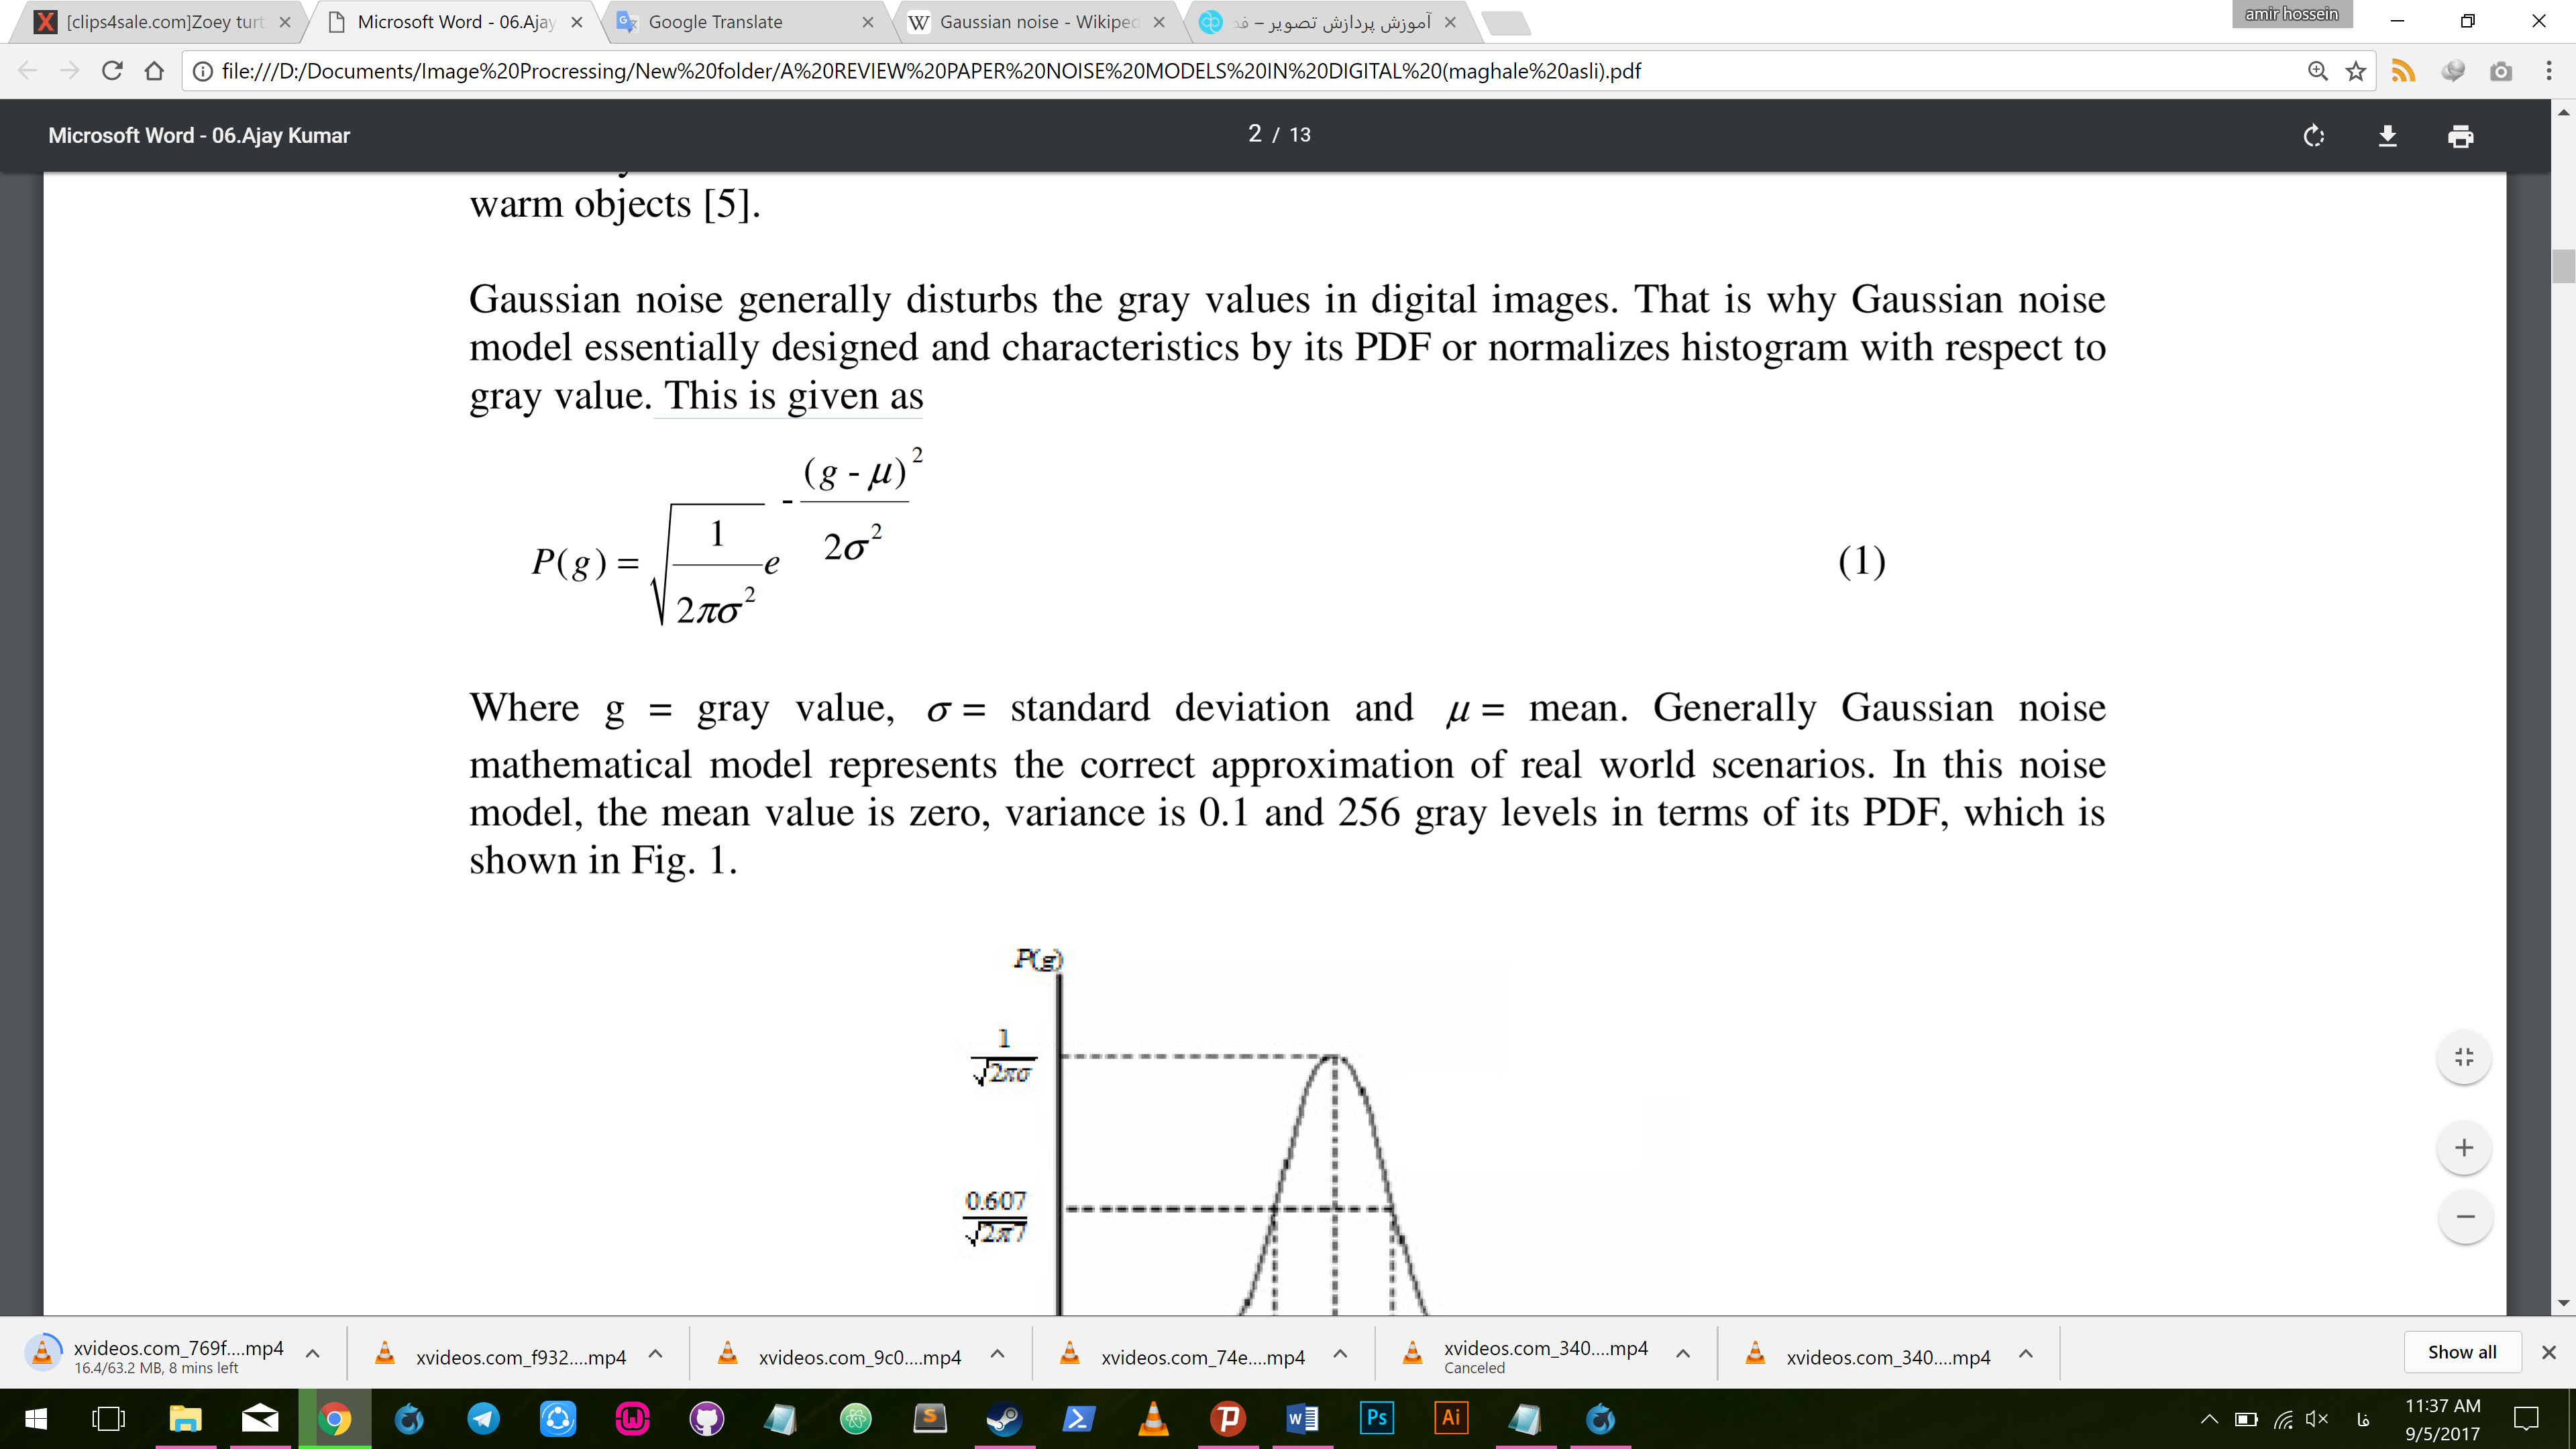 [clips4sale.com]Zoey turt
Microsoft Word - 06.Ajay
Google Translate
Gaussian noise - Wikiped
آموزش پردازش تصویر – فد
amir hossein
file:///D:/Documents/Image%20Procressing/New%20folder/A%20REVIEW%20PAPER%20NOISE%20MODELS%20IN%20DIGITAL%20(maghale%20asli).pdf
Microsoft Word - 06.Ajay Kumar
2 / 13
warm objects [5].
Gaussian noise generally disturbs the gray values in digital images. That is why Gaussian noise
model essentially designed and characteristics by its PDF or normalizes histogram with respect to
gray value. This is given as
P(g) = √(1/(2πσ²)) e^(-(g - μ)²/(2σ²)) (1)
Where g = gray value, σ = standard deviation and μ = mean. Generally Gaussian noise
mathematical model represents the correct approximation of real world scenarios. In this noise
model, the mean value is zero, variance is 0.1 and 256 gray levels in terms of its PDF, which is
shown in Fig. 1.
P(g)
1/√2πσ
0.607/√2π7
xvideos.com_769f....mp4
16.4/63.2 MB, 8 mins left
xvideos.com_f932....mp4
xvideos.com_9c0....mp4
xvideos.com_74e....mp4
xvideos.com_340....mp4
Canceled
xvideos.com_340....mp4
Show all
Ps
Ai
فا
11:37 AM
9/5/2017